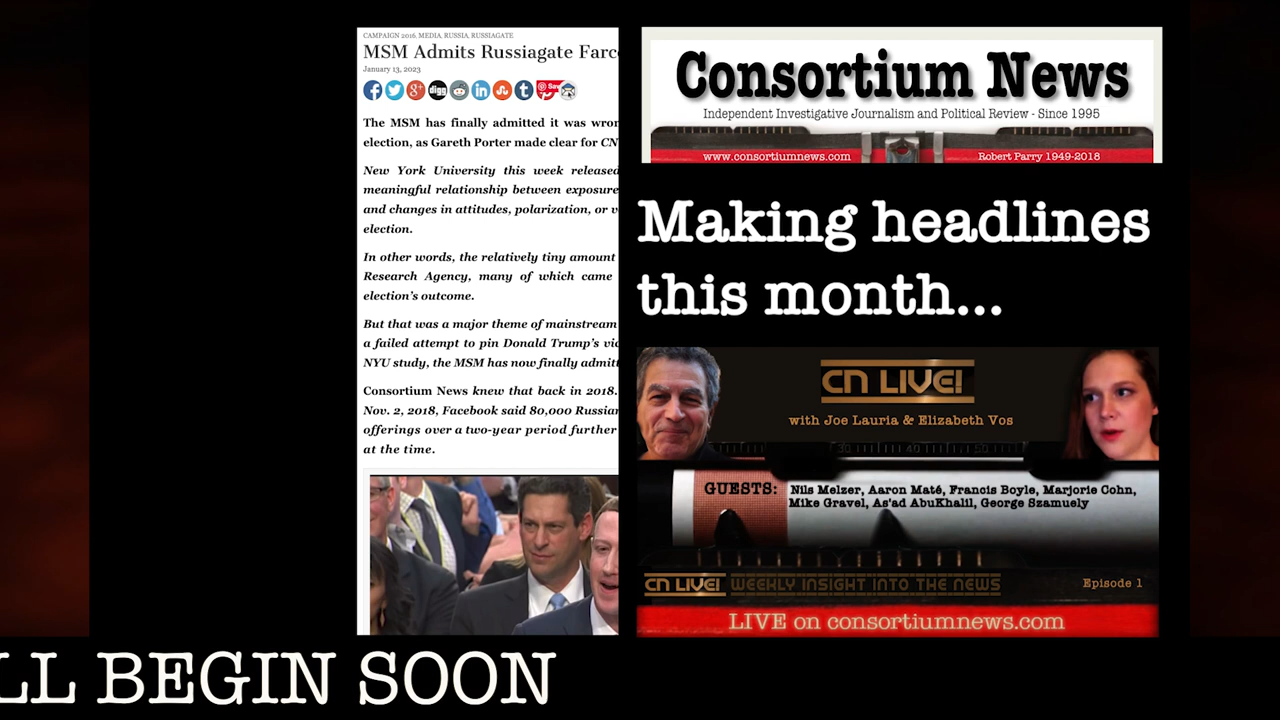 CAMPAIGN 2016, MEDIA, RUSSIA, RUSSIAGATE
MSM Admits Russiagate Farc
January 13, 2023
digg
Save
The MSM has finally admitted it was
election, as Gareth Porter made clear for CN
New York University this week released
meaningful relationship between exposure
and changes in attitudes, polarization, or
election.
In other words, the relatively tiny amount
Research Agency, many of which came
election's outcome.
But that was a major theme of mainstream
a failed attempt to pin Donald Trump's
NYU study, the MSM has now finally
Consortium News knew that back in 2018.
Nov. 2, 2018, Facebook said 80,000
offerings over a two-year period further
at the time.
Consortium News
Independent Investigative Journalism and Political Review - Since 1995
www.consortiumnews.com
Robert Parry 1949-2018
Making headlines
this month...
CN LIVE!
with Joe Lauria & Elizabeth Vos
30 40 50
GUESTS: Nils Melzer, Aaron Maté, Francis Boyle, Marjorie Cohn,
Mike Gravel, As'ad AbuKhalil, George Szamuely
CN LIVE! WEEKLY INSIGHT INTO THE NEWS
Episode 1
LIVE on consortiumnews.com
LL BEGIN SOON